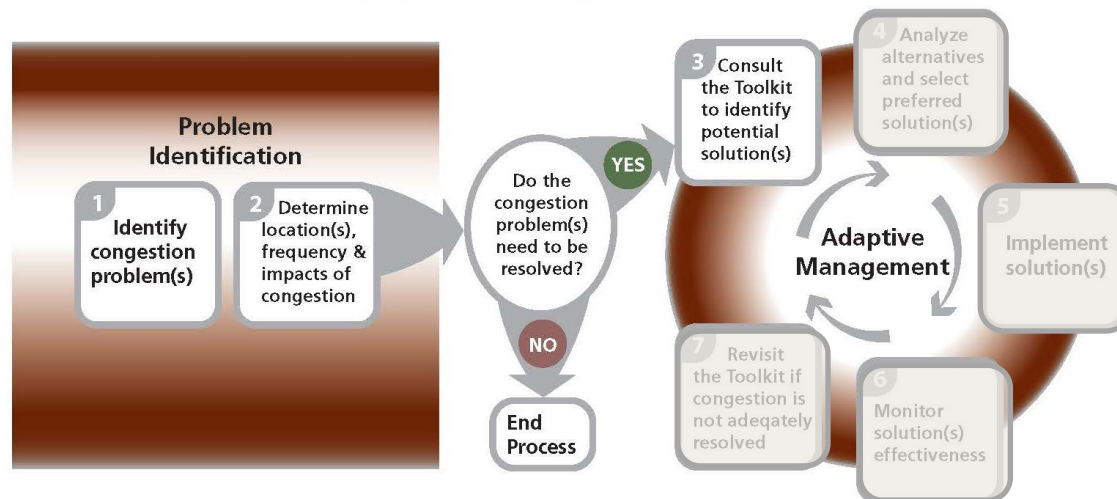 Problem
Identification
1
Identify
congestion
problem(s)
2
Determine
location(s),
frequency &
impacts of
congestion
Do the
congestion
problem(s)
need to be
resolved?
YES
NO
End
Process
3
Consult
the Toolkit
to identify
potential
solution(s)
4
Analyze
alternatives
and select
preferred
solution(s)
5
Implement
solution(s)
6
Monitor
solution(s)
effectiveness
7
Revisit
the Toolkit if
congestion is
not adeqately
resolved
Adaptive
Management